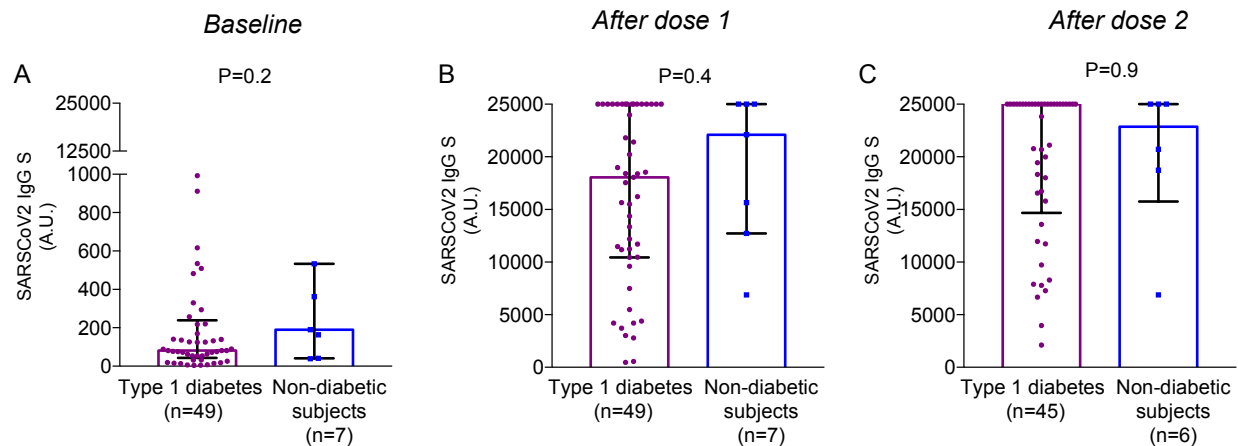 Baseline
After dose 1
After dose 2
A
P=0.2
B
P=0.4
C
P=0.9
SARSCoV2 IgG S
(A.U.)
25000
12500
1000
800
600
400
200
0
Type 1 diabetes
(n=49)
Non-diabetic
subjects
(n=7)
SARSCoV2 IgG S
(A.U.)
25000
20000
15000
10000
5000
0
Type 1 diabetes
(n=49)
Non-diabetic
subjects
(n=7)
SARSCoV2 IgG S
(A.U.)
25000
20000
15000
10000
5000
0
Type 1 diabetes
(n=45)
Non-diabetic
subjects
(n=6)